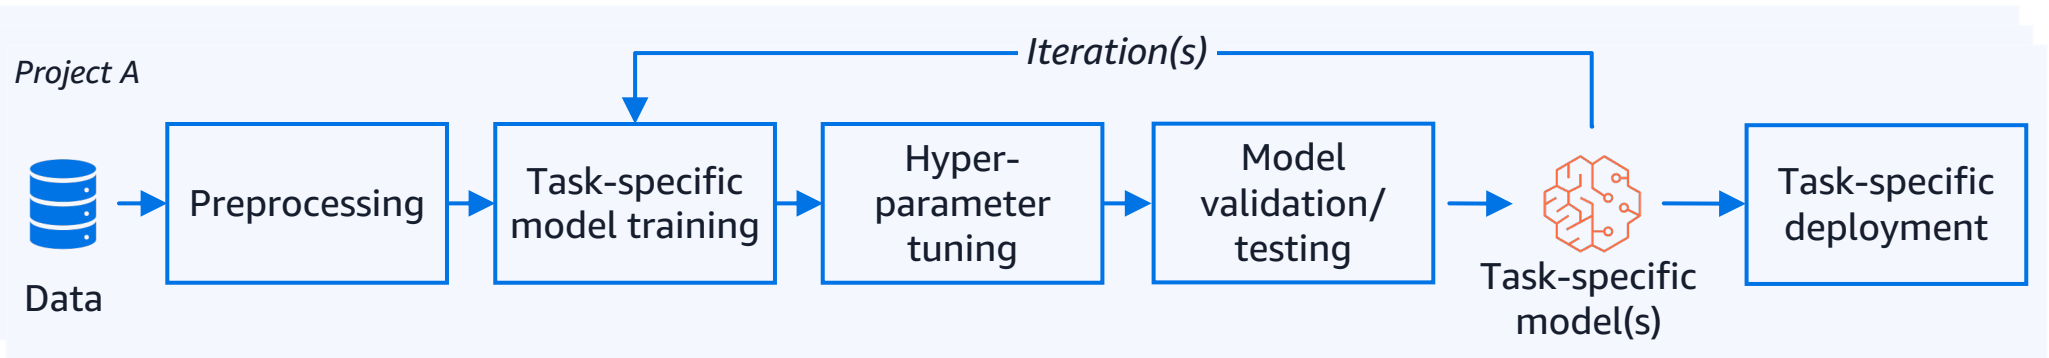 Iteration(s)
Project A
Data
Preprocessing
Task-specific
model training
Hyper-
parameter
tuning
Model
validation/
testing
Task-specific
model(s)
Task-specific
deployment